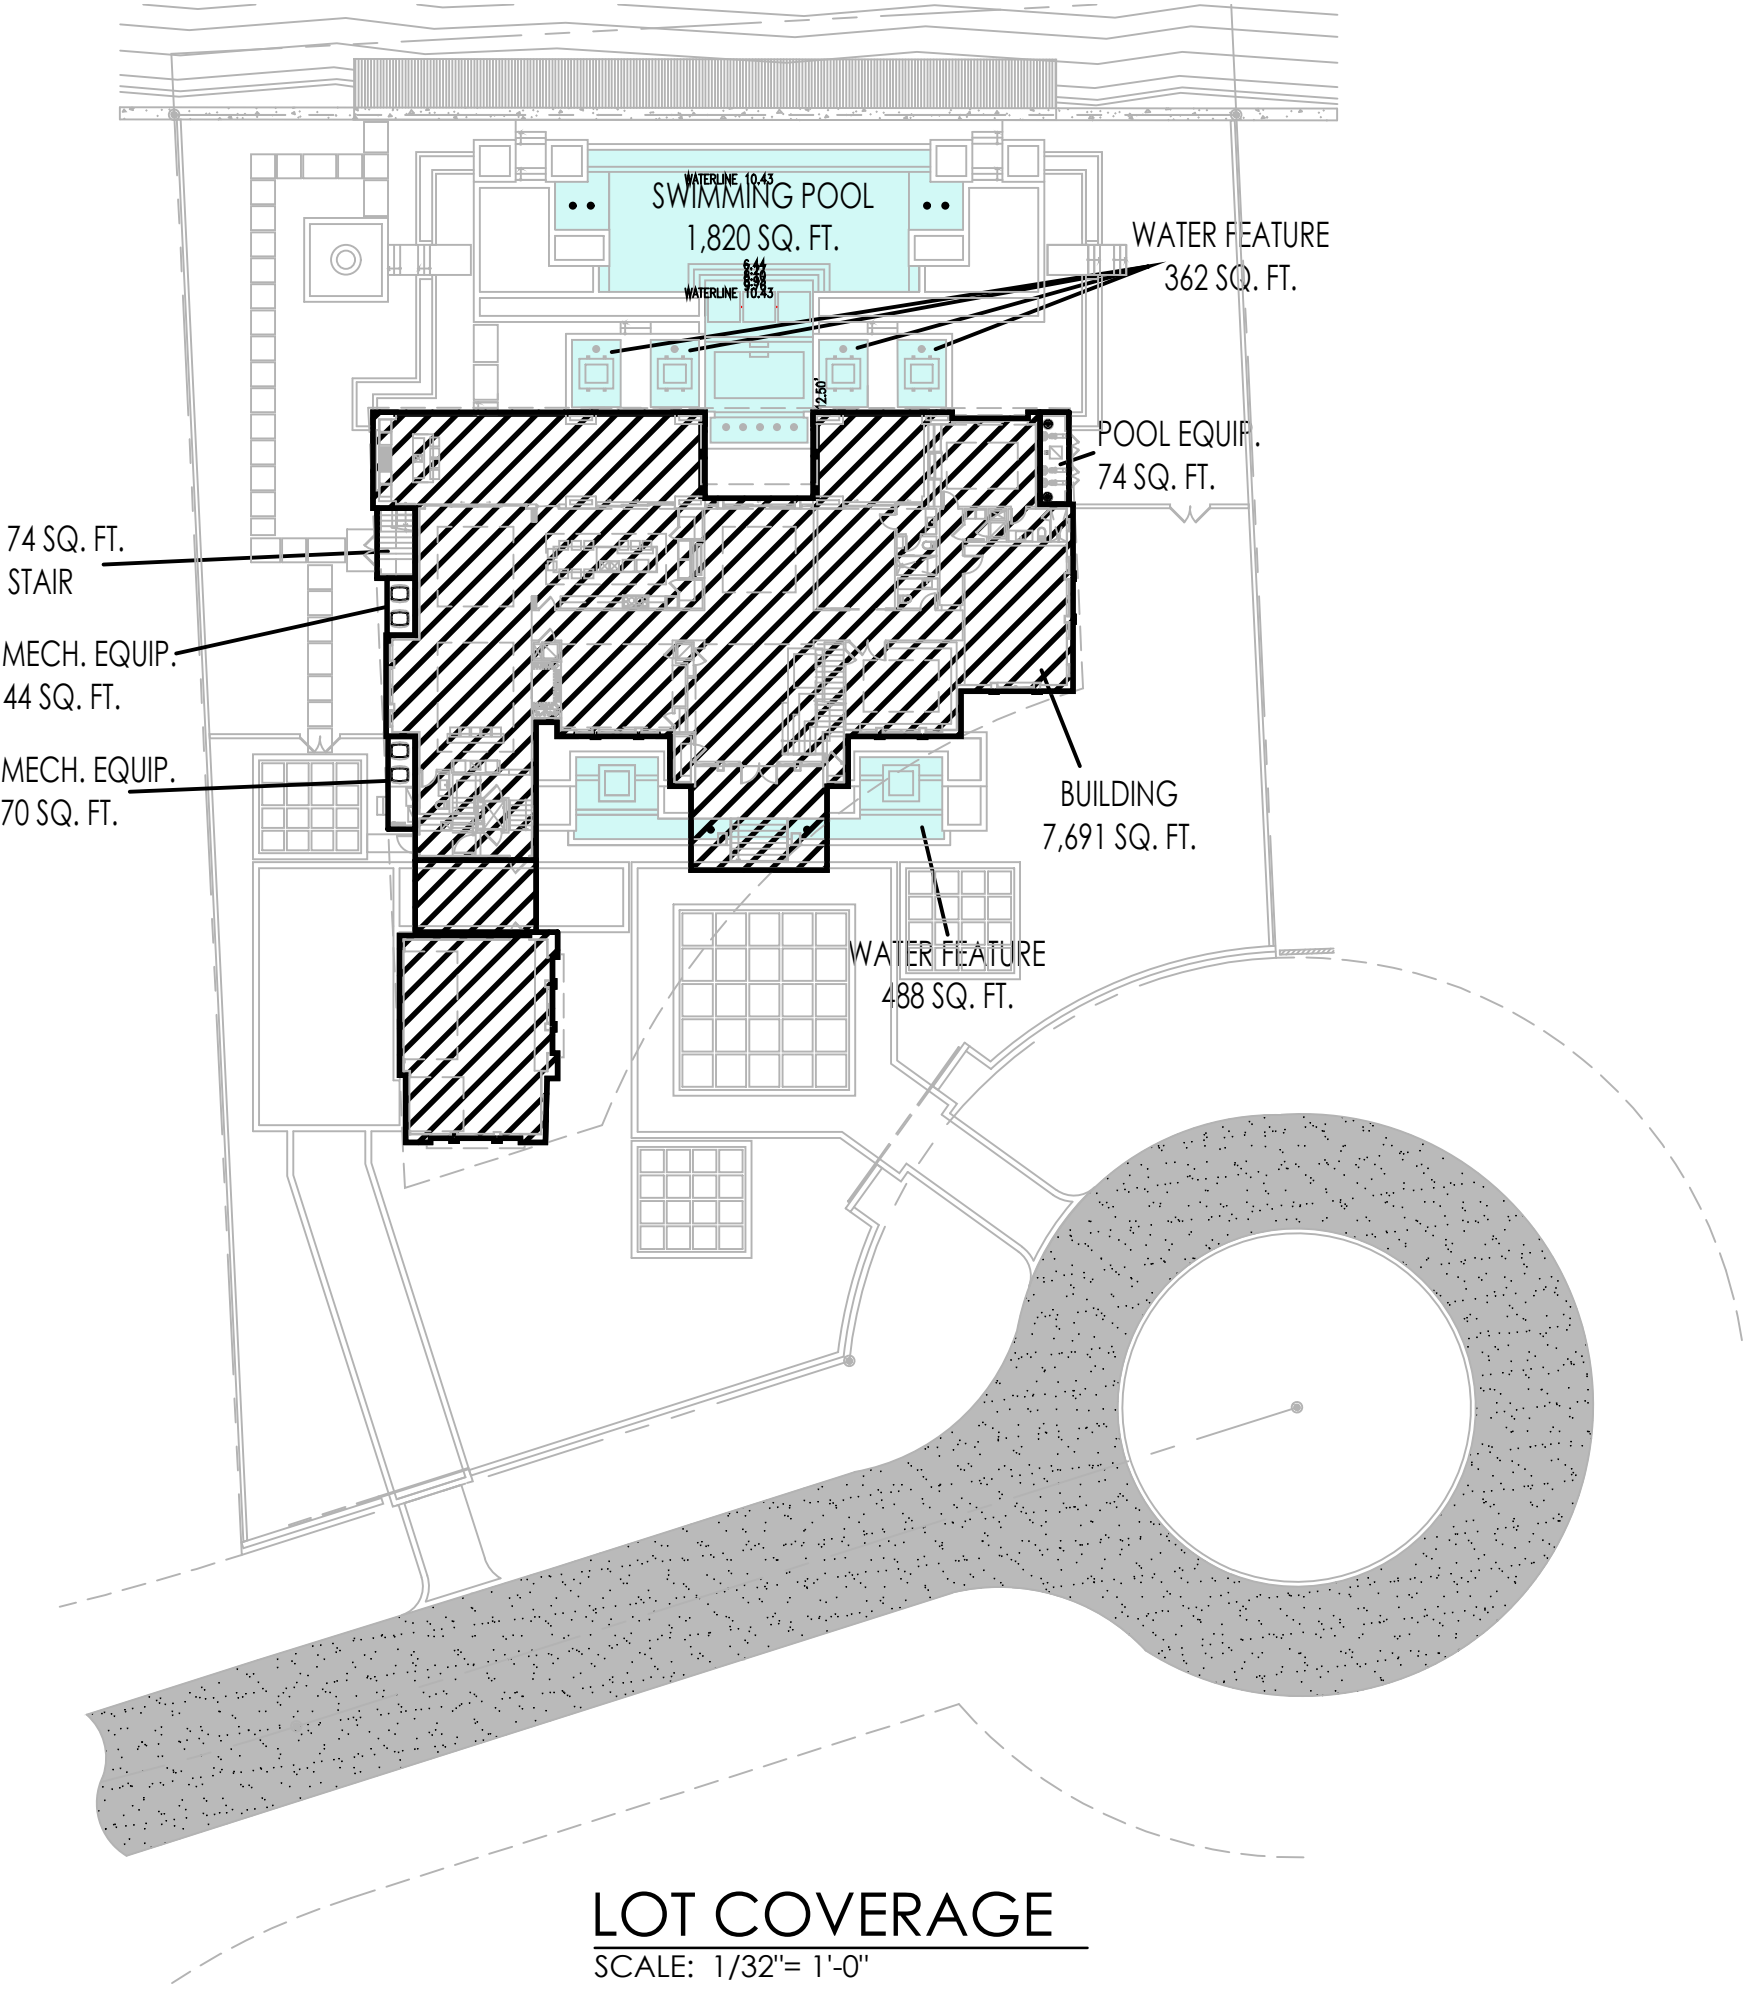 WATERLINE 10.43
SWIMMING POOL
1,820 SQ. FT.
WATERLINE 10.43
WATER FEATURE
362 SQ. FT.
12.50'
POOL EQUIP.
74 SQ. FT.
74 SQ. FT.
STAIR
MECH. EQUIP.
44 SQ. FT.
MECH. EQUIP.
70 SQ. FT.
BUILDING
7,691 SQ. FT.
WATER FEATURE
488 SQ. FT.
LOT COVERAGE
SCALE: 1/32"= 1'-0"